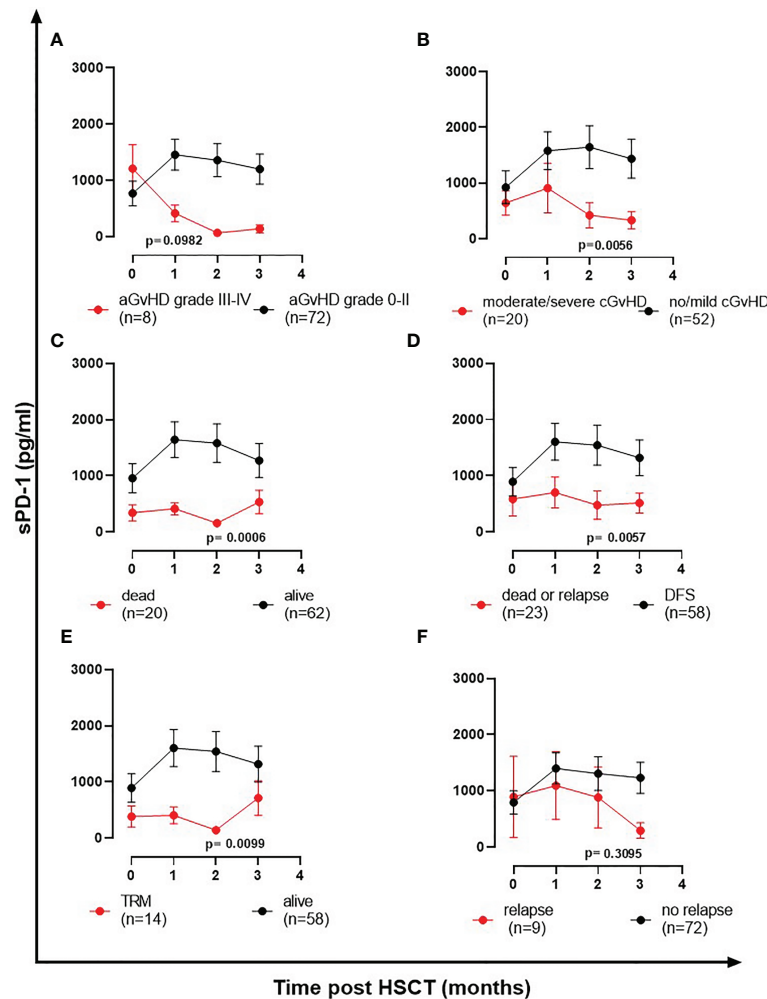 A
3000
2000
1000
0
p=0.0982
0 1 2 3 4
aGvHD grade III-IV
(n=8)
aGvHD grade 0-II
(n=72)
B
3000
2000
1000
0
p=0.0056
0 1 2 3 4
moderate/severe cGvHD
(n=20)
no/mild cGvHD
(n=52)
C
3000
2000
1000
0
p= 0.0006
0 1 2 3 4
dead
(n=20)
alive
(n=62)
D
3000
2000
1000
0
p= 0.0057
0 1 2 3 4
dead or relapse
(n=23)
DFS
(n=58)
E
3000
2000
1000
0
p= 0.0099
0 1 2 3 4
TRM
(n=14)
alive
(n=58)
F
3000
2000
1000
0
p= 0.3095
0 1 2 3 4
relapse
(n=9)
no relapse
(n=72)
sPD-1 (pg/ml)
Time post HSCT (months)